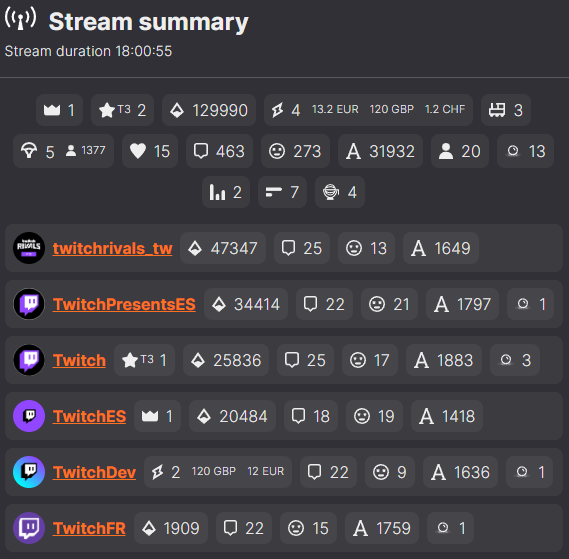 Stream summary
Stream duration 18:00:55
1 T3 2 129990 4 13.2 EUR 120 GBP 1.2 CHF 3
5 1377 15 463 273 A 31932 20 13
2 7 4
twitchrivals_tw 47347 25 13 A 1649
TwitchPresentsES 34414 22 21 A 1797 1
Twitch T3 1 25836 25 17 A 1883 3
TwitchES 1 20484 18 19 A 1418
TwitchDev 2 120 GBP 12 EUR 22 9 A 1636 1
TwitchFR 1909 22 15 A 1759 1